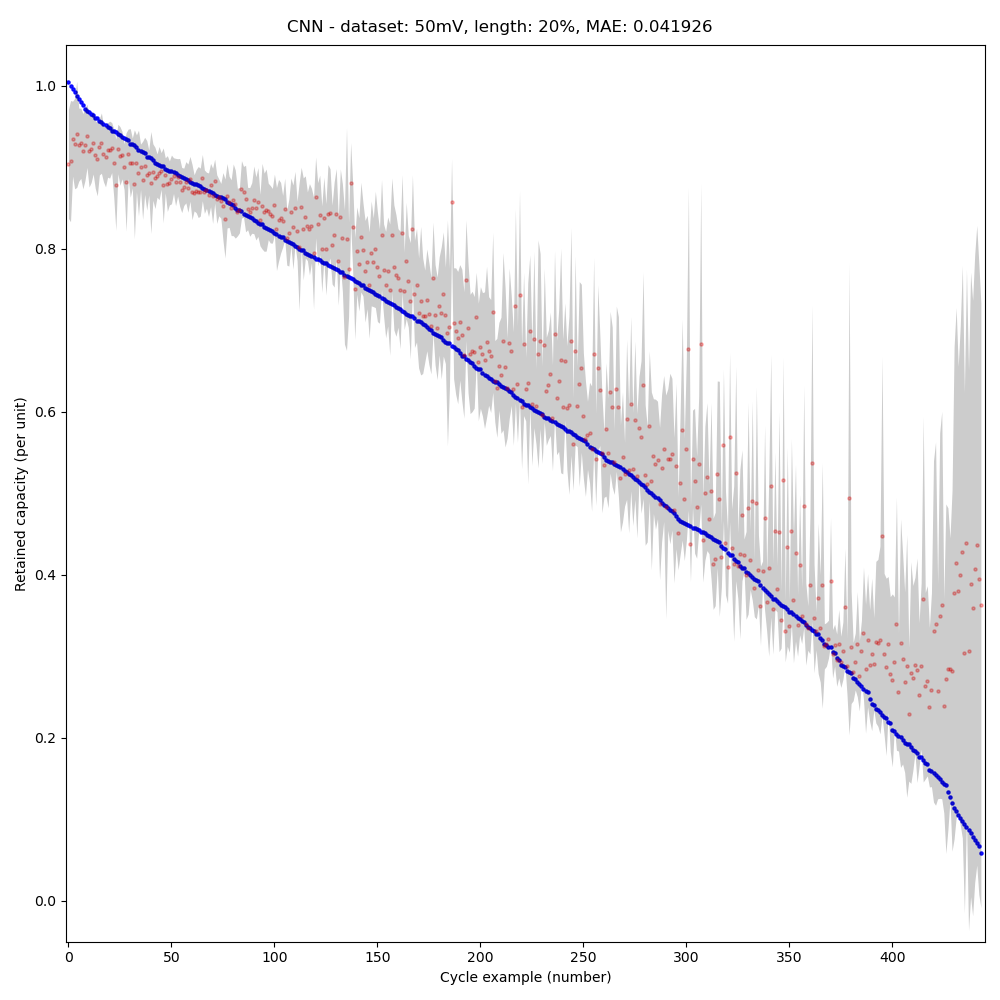 CNN - dataset: 50mV, length: 20%, MAE: 0.041926
Retained capacity (per unit)
1.0
0.8
0.6
0.4
0.2
0.0
0 50 100 150 200 250 300 350 400
Cycle example (number)